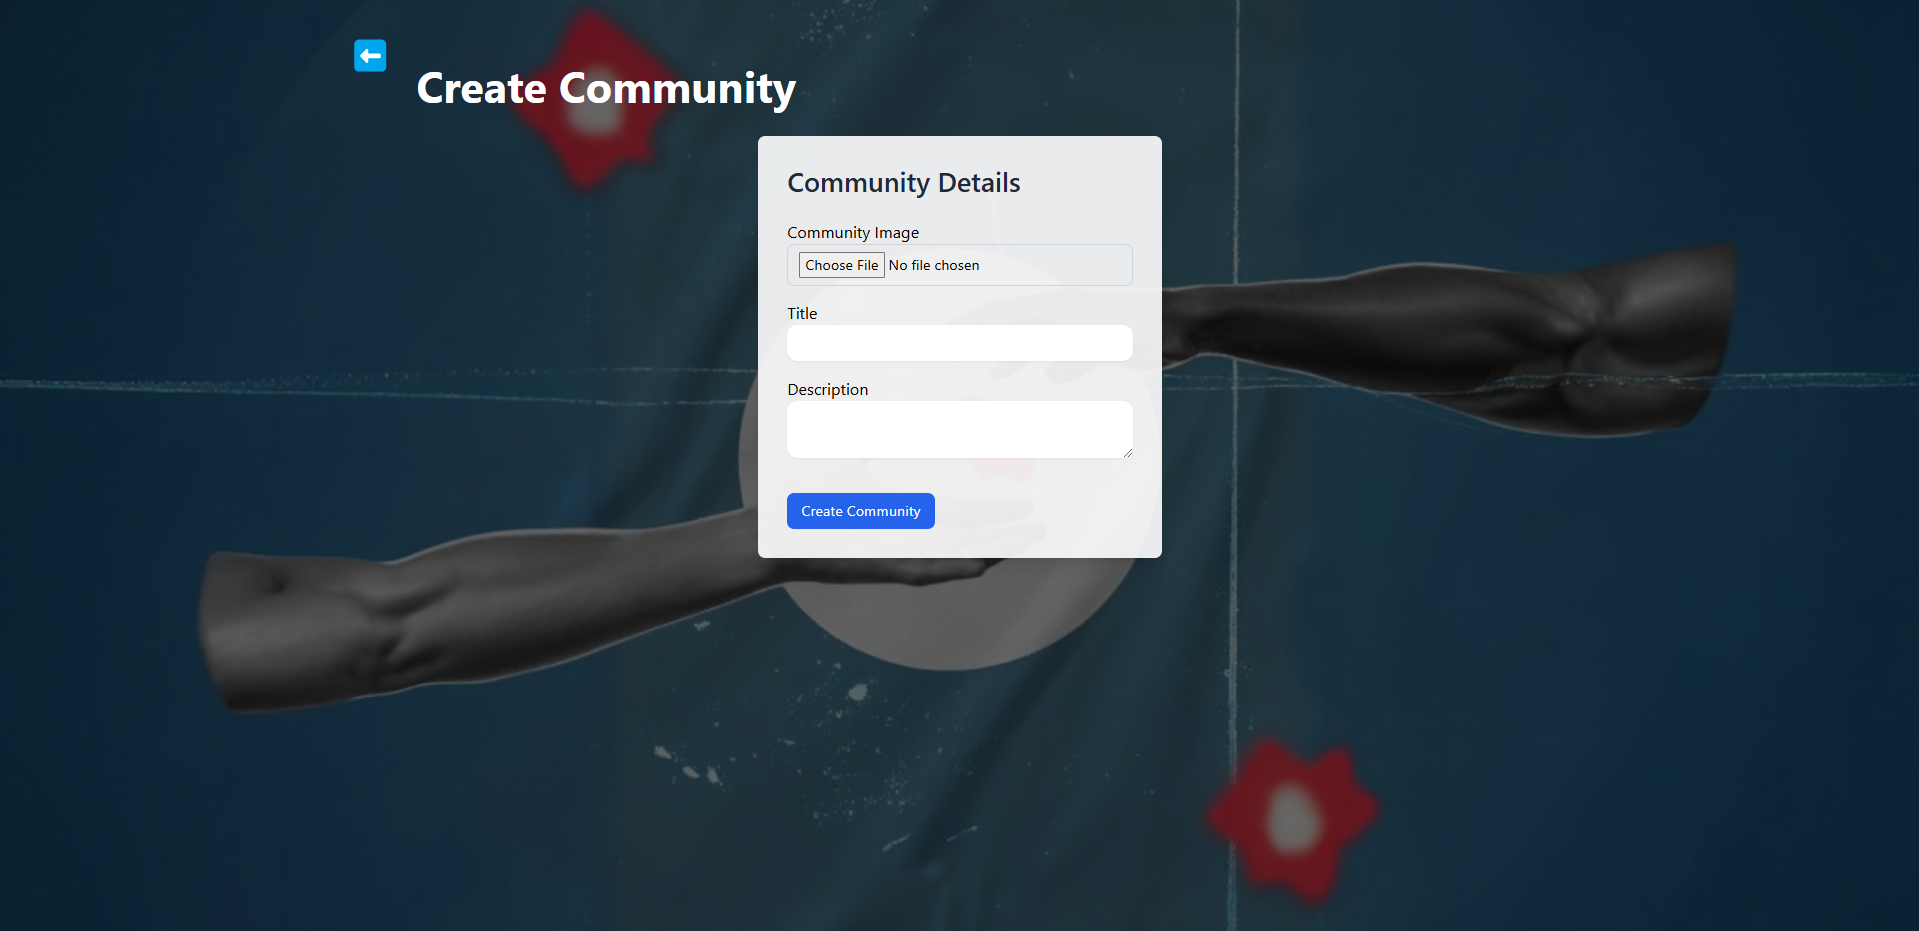 Create Community
Community Details
Community Image
Choose File No file chosen
Title
Description
Create Community